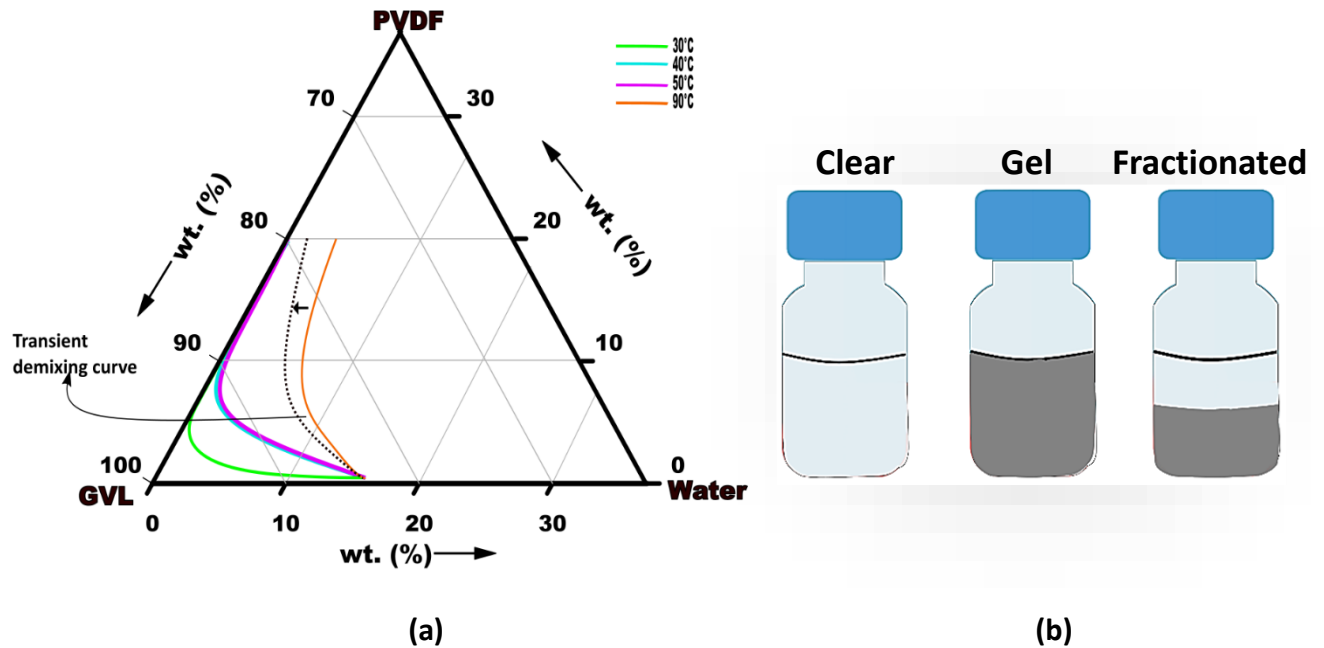 PVDF
30°C
40°C
50°C
90°C
70
30
wt. (%)
80
20
wt. (%)
Transient
demixing curve
90
10
100
0
GVL
Water
0
10
20
30
wt. (%)
(a)
Clear
Gel
Fractionated
(b)